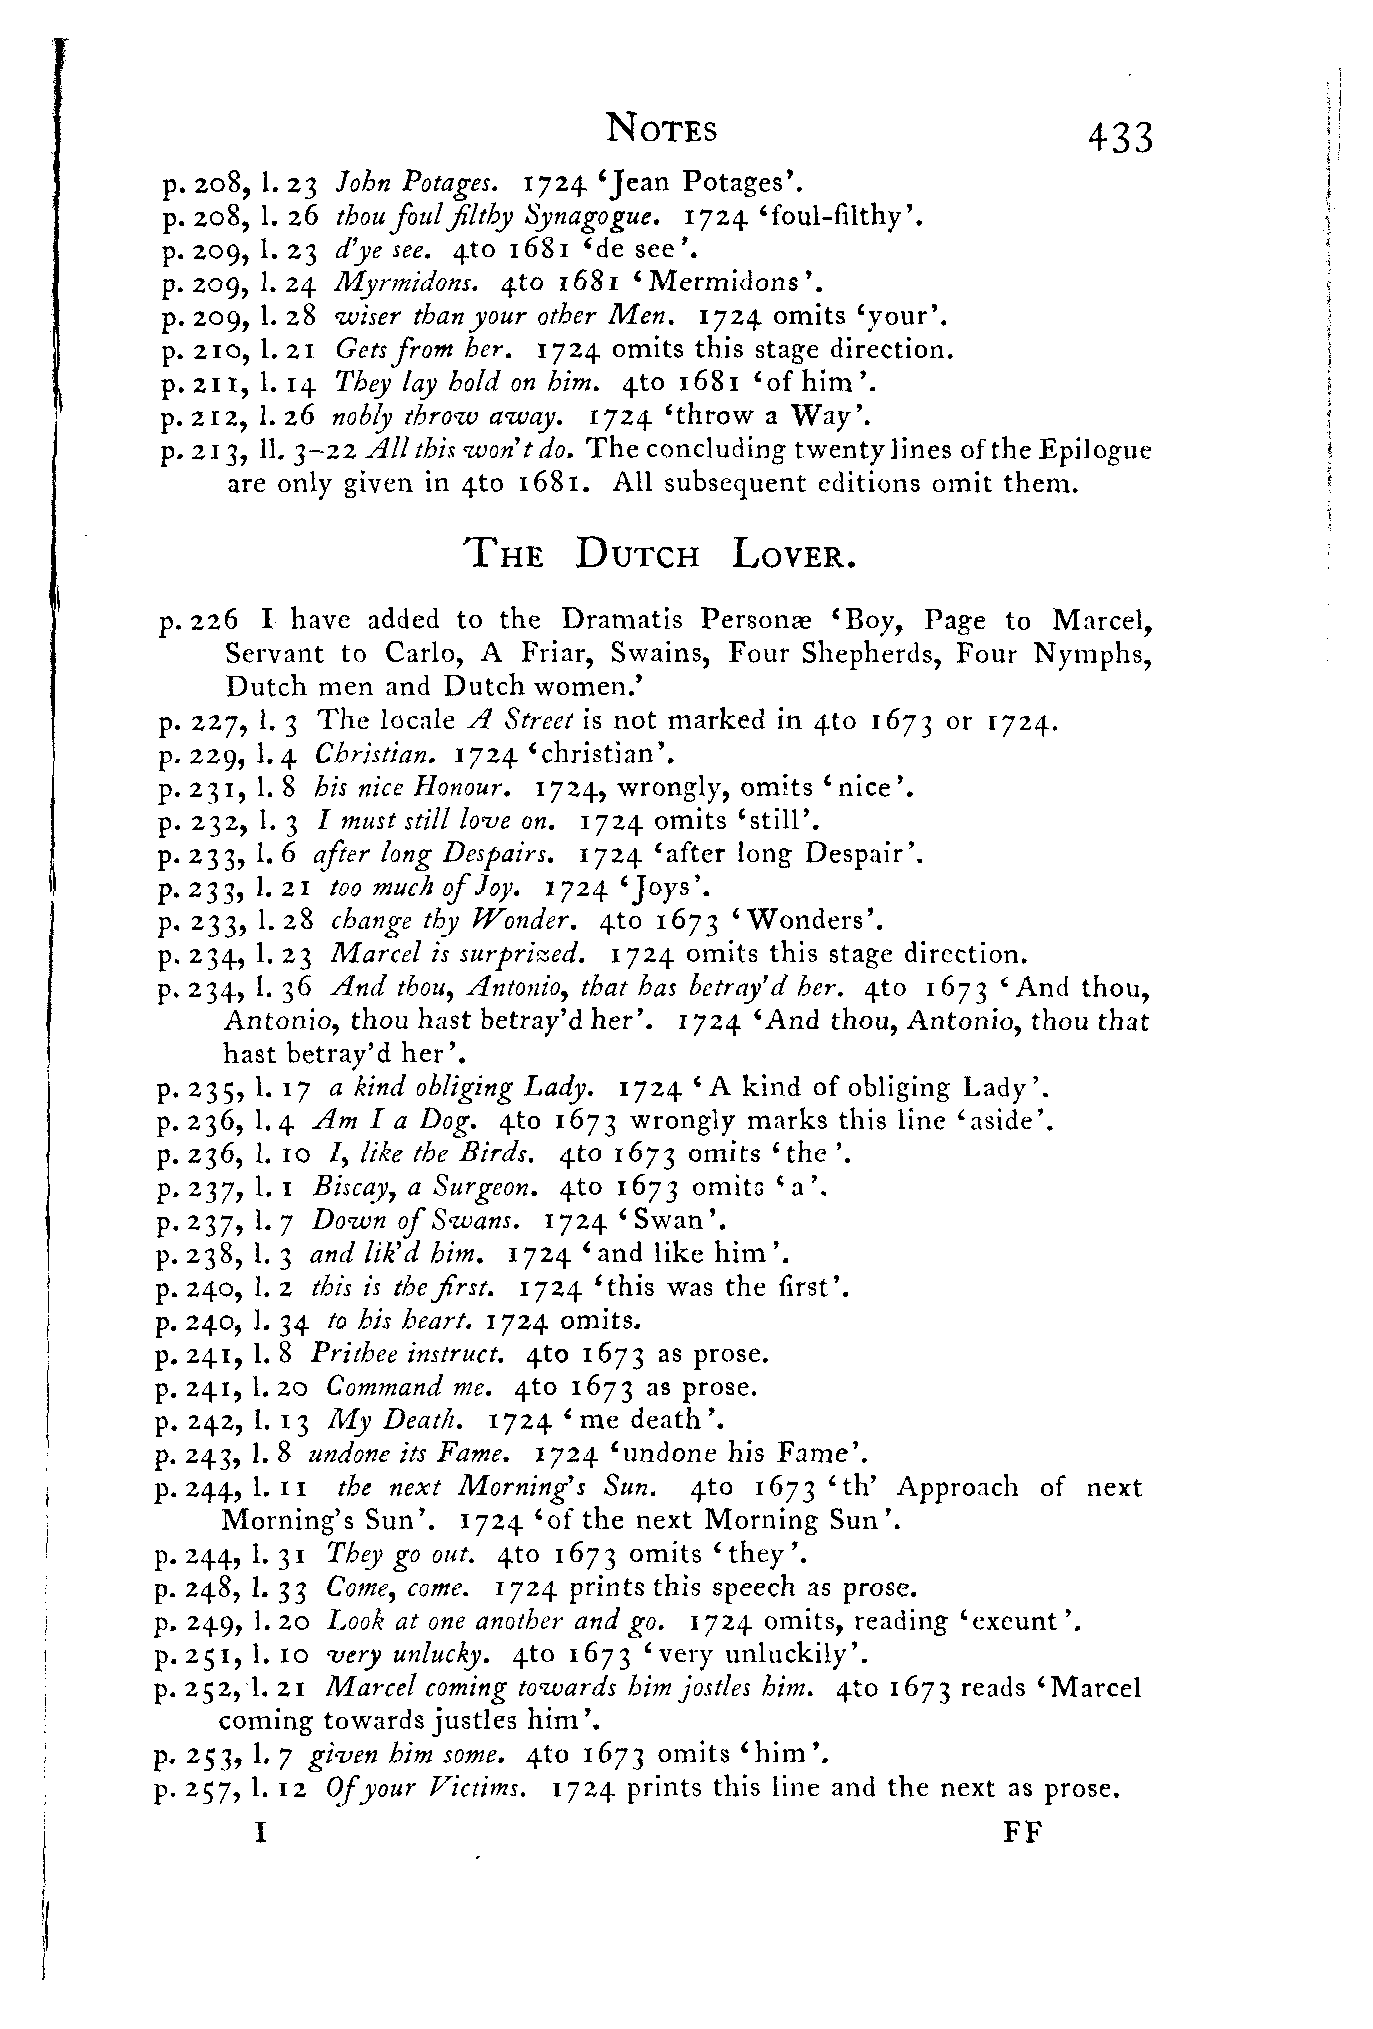 NOTES 433
p. 208, l. 23 John Potages. 1724 ‘Jean Potages’.
p. 208, l. 26 thou foul filthy Synagogue. 1724 ‘foul-filthy’.
p. 209, l. 23 d’ye see. 4to 1681 ‘de see’.
p. 209, l. 24 Myrmidons. 4to 1681 ‘Mermidons’.
p. 209, l. 28 wiser than your other Men. 1724 omits ‘your’.
p. 210, l. 21 Gets from her. 1724 omits this stage direction.
p. 211, l. 14 They lay hold on him. 4to 1681 ‘of him’.
p. 212, l. 26 nobly throw away. 1724 ‘throw a Way’.
p. 213, ll. 3–22 All this won’t do. The concluding twenty lines of the Epilogue
are only given in 4to 1681. All subsequent editions omit them.
THE DUTCH LOVER.
p. 226 I have added to the Dramatis Personæ ‘Boy, Page to Marcel,
Servant to Carlo, A Friar, Swains, Four Shepherds, Four Nymphs,
Dutch men and Dutch women.’
p. 227, l. 3 The locale A Street is not marked in 4to 1673 or 1724.
p. 229, l. 4 Christian. 1724 ‘christian’.
p. 231, l. 8 his nice Honour. 1724, wrongly, omits ‘nice’.
p. 232, l. 3 I must still love on. 1724 omits ‘still’.
p. 233, l. 6 after long Despairs. 1724 ‘after long Despair’.
p. 233, l. 21 too much of Joy. 1724 ‘Joys’.
p. 233, l. 28 change thy Wonder. 4to 1673 ‘Wonders’.
p. 234, l. 23 Marcel is surprized. 1724 omits this stage direction.
p. 234, l. 36 And thou, Antonio, that has betray’d her. 4to 1673 ‘And thou,
Antonio, thou hast betray’d her’. 1724 ‘And thou, Antonio, thou that
hast betray’d her’.
p. 235, l. 17 a kind obliging Lady. 1724 ‘A kind of obliging Lady’.
p. 236, l. 4 Am I a Dog. 4to 1673 wrongly marks this line ‘aside’.
p. 236, l. 10 I, like the Birds. 4to 1673 omits ‘the’.
p. 237, l. 1 Biscay, a Surgeon. 4to 1673 omits ‘a’.
p. 237, l. 7 Down of Swans. 1724 ‘Swan’.
p. 238, l. 3 and lik’d him. 1724 ‘and like him’.
p. 240, l. 2 this is the first. 1724 ‘this was the first’.
p. 240, l. 34 to his heart. 1724 omits.
p. 241, l. 8 Prithee instruct. 4to 1673 as prose.
p. 241, l. 20 Command me. 4to 1673 as prose.
p. 242, l. 13 My Death. 1724 ‘me death’.
p. 243, l. 8 undone its Fame. 1724 ‘undone his Fame’.
p. 244, l. 11 the next Morning’s Sun. 4to 1673 ‘th’ Approach of next
Morning’s Sun’. 1724 ‘of the next Morning Sun’.
p. 244, l. 31 They go out. 4to 1673 omits ‘they’.
p. 248, l. 33 Come, come. 1724 prints this speech as prose.
p. 249, l. 20 Look at one another and go. 1724 omits, reading ‘exeunt’.
p. 251, l. 10 very unlucky. 4to 1673 ‘very unluckily’.
p. 252, l. 21 Marcel coming towards him jostles him. 4to 1673 reads ‘Marcel
coming towards justles him’.
p. 253, l. 7 given him some. 4to 1673 omits ‘him’.
p. 257, l. 12 Of your Victims. 1724 prints this line and the next as prose.
I FF